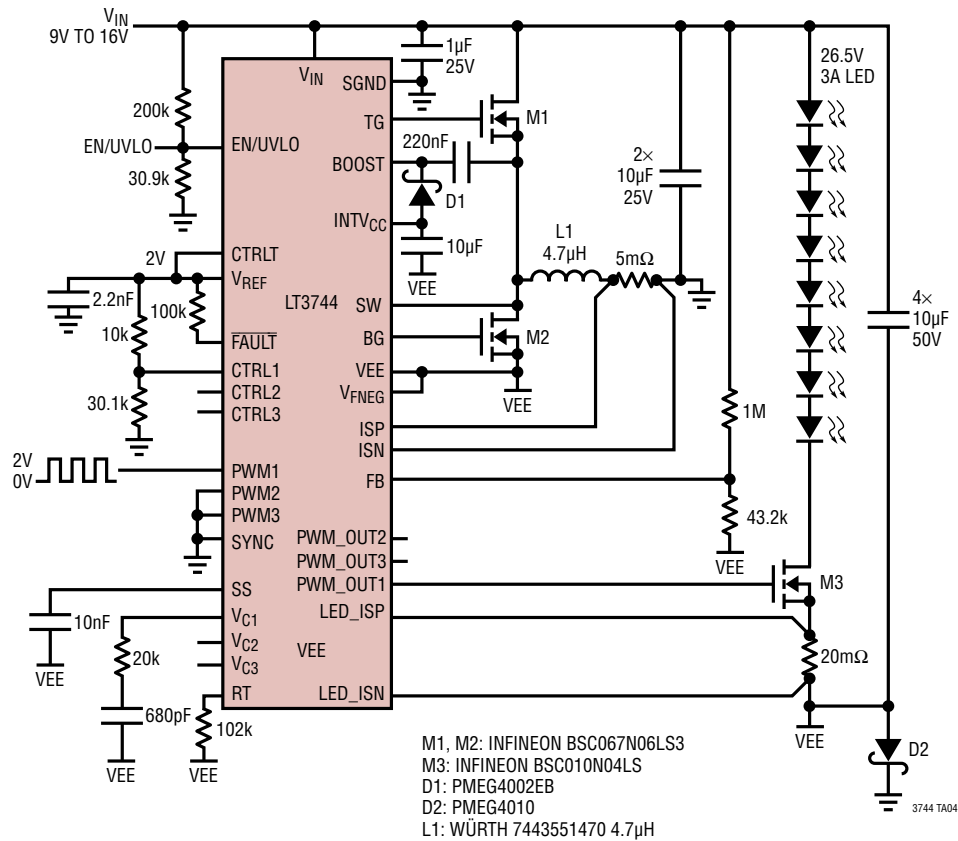 VIN
9V TO 16V
1µF
25V
26.5V
3A LED
VIN
SGND
200k
TG
M1
EN/UVLO
EN/UVLO
220nF
BOOST
30.9k
D1
2×
10µF
25V
INTVCC
10µF
VEE
L1
4.7µH
5mΩ
2V
CTRLT
VREF
2.2nF
10k
100k
LT3744
SW
4×
10µF
50V
FAULT
BG
M2
CTRL1
VEE
CTRL2
VFNEG
VEE
30.1k
CTRL3
1M
ISP
ISN
2V
0V
PWM1
FB
PWM2
PWM3
43.2k
SYNC
PWM_OUT2
PWM_OUT3
VEE
PWM_OUT1
M3
SS
10nF
VC1
LED_ISP
VC2
VEE
VEE
20k
VC3
20mΩ
RT
LED_ISN
680pF
102k
VEE
VEE
VEE
D2
M1, M2: INFINEON BSC067N06LS3
M3: INFINEON BSC010N04LS
D1: PMEG4002EB
D2: PMEG4010
L1: WÜRTH 7443551470 4.7µH
3744 TA04